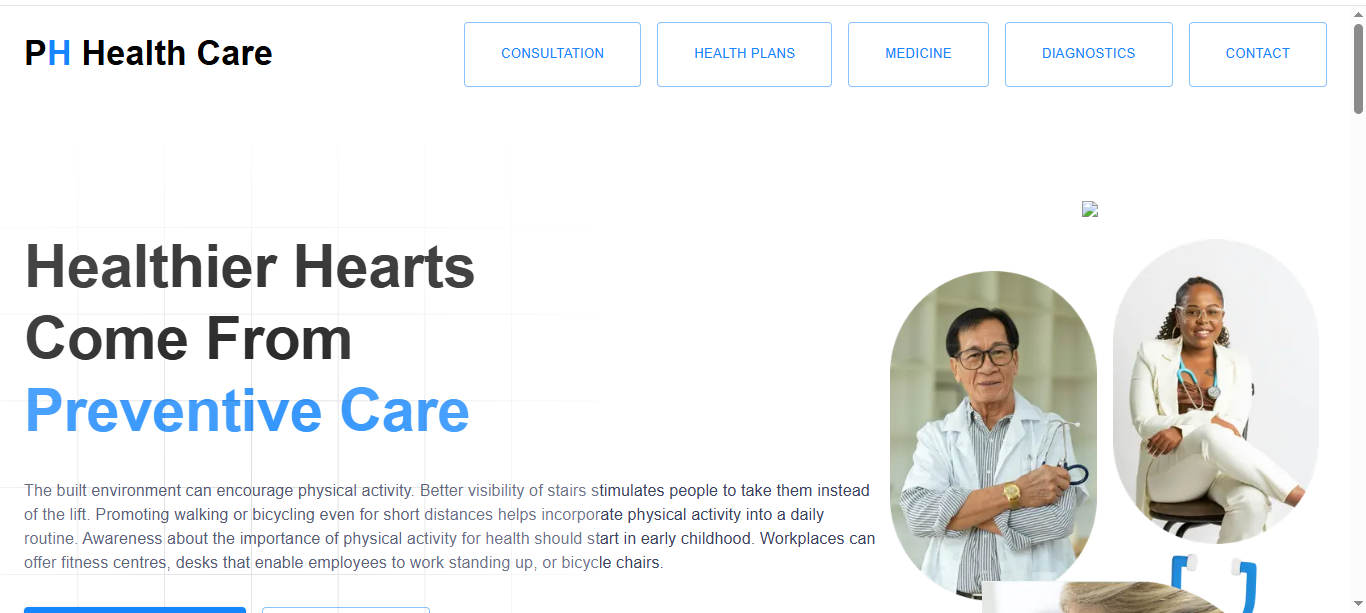 PH Health Care
CONSULTATION
HEALTH PLANS
MEDICINE
DIAGNOSTICS
CONTACT
Healthier Hearts
Come From
Preventive Care
The built environment can encourage physical activity. Better visibility of stairs stimulates people to take them instead
of the lift. Promoting walking or bicycling even for short distances helps incorporate physical activity into a daily
routine. Awareness about the importance of physical activity for health should start in early childhood. Workplaces can
offer fitness centres, desks that enable employees to work standing up, or bicycle chairs.